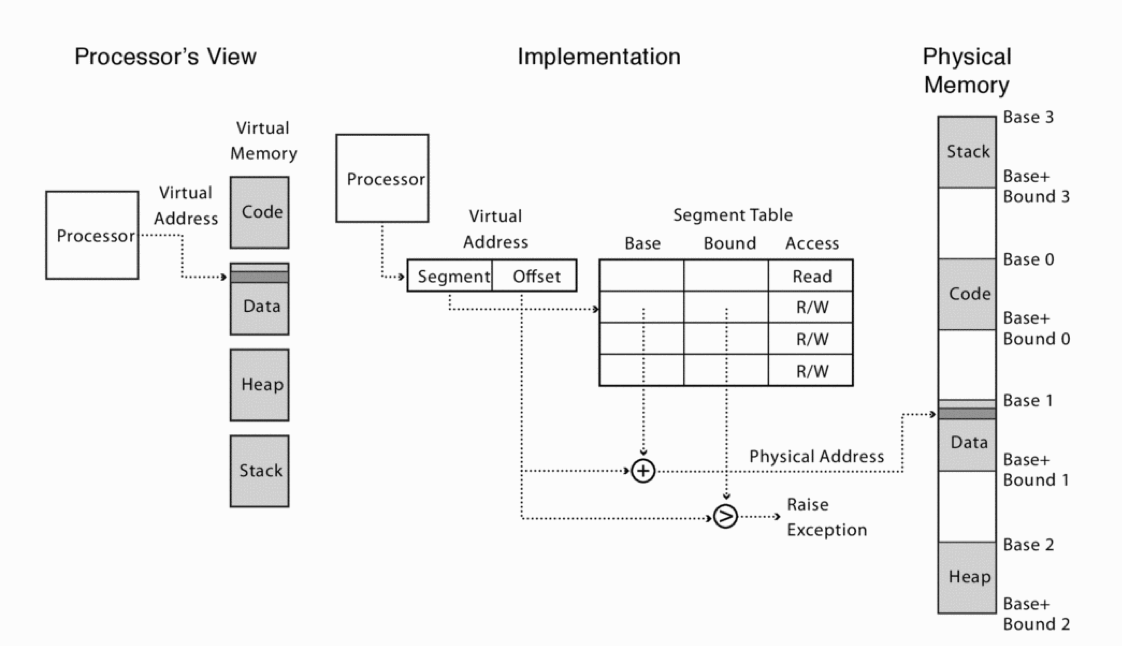 Processor's View
Virtual
Memory
Processor
Virtual
Address
Code
Data
Heap
Stack
Implementation
Processor
Virtual
Address
Segment Offset
Segment Table
Base Bound Access
Read
R/W
R/W
R/W
+
Physical Address
>
Raise
Exception
Physical
Memory
Base 3
Stack
Base+
Bound 3
Base 0
Code
Base+
Bound 0
Base 1
Data
Base+
Bound 1
Base 2
Heap
Base+
Bound 2